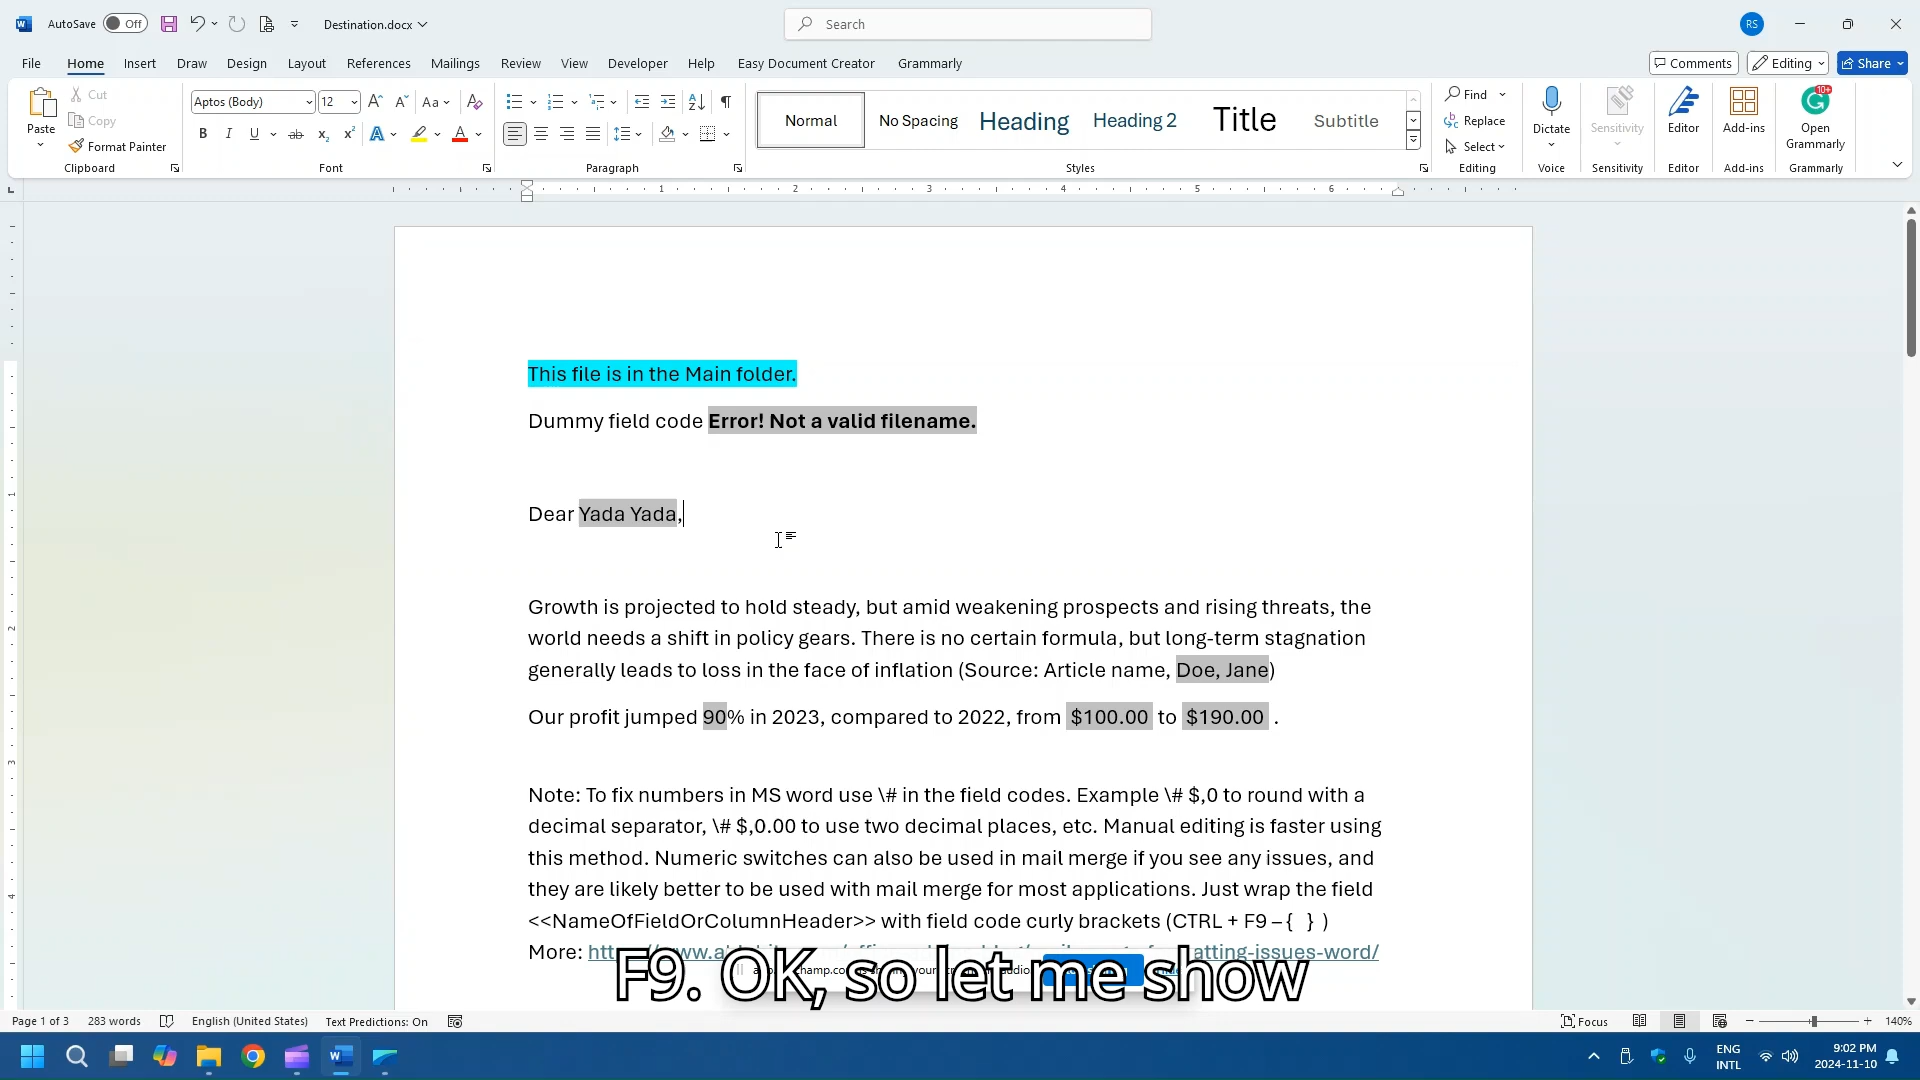 AutoSave Off Destination.docx Search RS
File Home Insert Draw Design Layout References Mailings Review View Developer Help Easy Document Creator Grammarly Comments Editing Share
Paste Cut Copy Format Painter
Aptos (Body) 12
Normal No Spacing Heading Heading 2 Title Subtitle
Find Replace Select
Dictate Sensitivity Editor Add-ins Open Grammarly 10+
Clipboard Font Paragraph Styles Editing Voice Sensitivity Editor Add-ins Grammarly
1 2 3 4 5 6
This file is in the Main folder.
Dummy field code Error! Not a valid filename.
Dear Yada Yada,
Growth is projected to hold steady, but amid weakening prospects and rising threats, the
world needs a shift in policy gears. There is no certain formula, but long-term stagnation
generally leads to loss in the face of inflation (Source: Article name, Doe, Jane)
Our profit jumped 90% in 2023, compared to 2022, from $100.00 to $190.00 .
Note: To fix numbers in MS word use \# in the field codes. Example \# $,0 to round with a
decimal separator, \# $,0.00 to use two decimal places, etc. Manual editing is faster using
this method. Numeric switches can also be used in mail merge if you see any issues, and
they are likely better to be used with mail merge for most applications. Just wrap the field
<<NameOfFieldOrColumnHeader>> with field code curly brackets (CTRL + F9 – { } )
More:
F9. OK, so let me show
Page 1 of 3 283 words English (United States) Text Predictions: On Focus 140%
ENG INTL 9:02 PM 2024-11-10